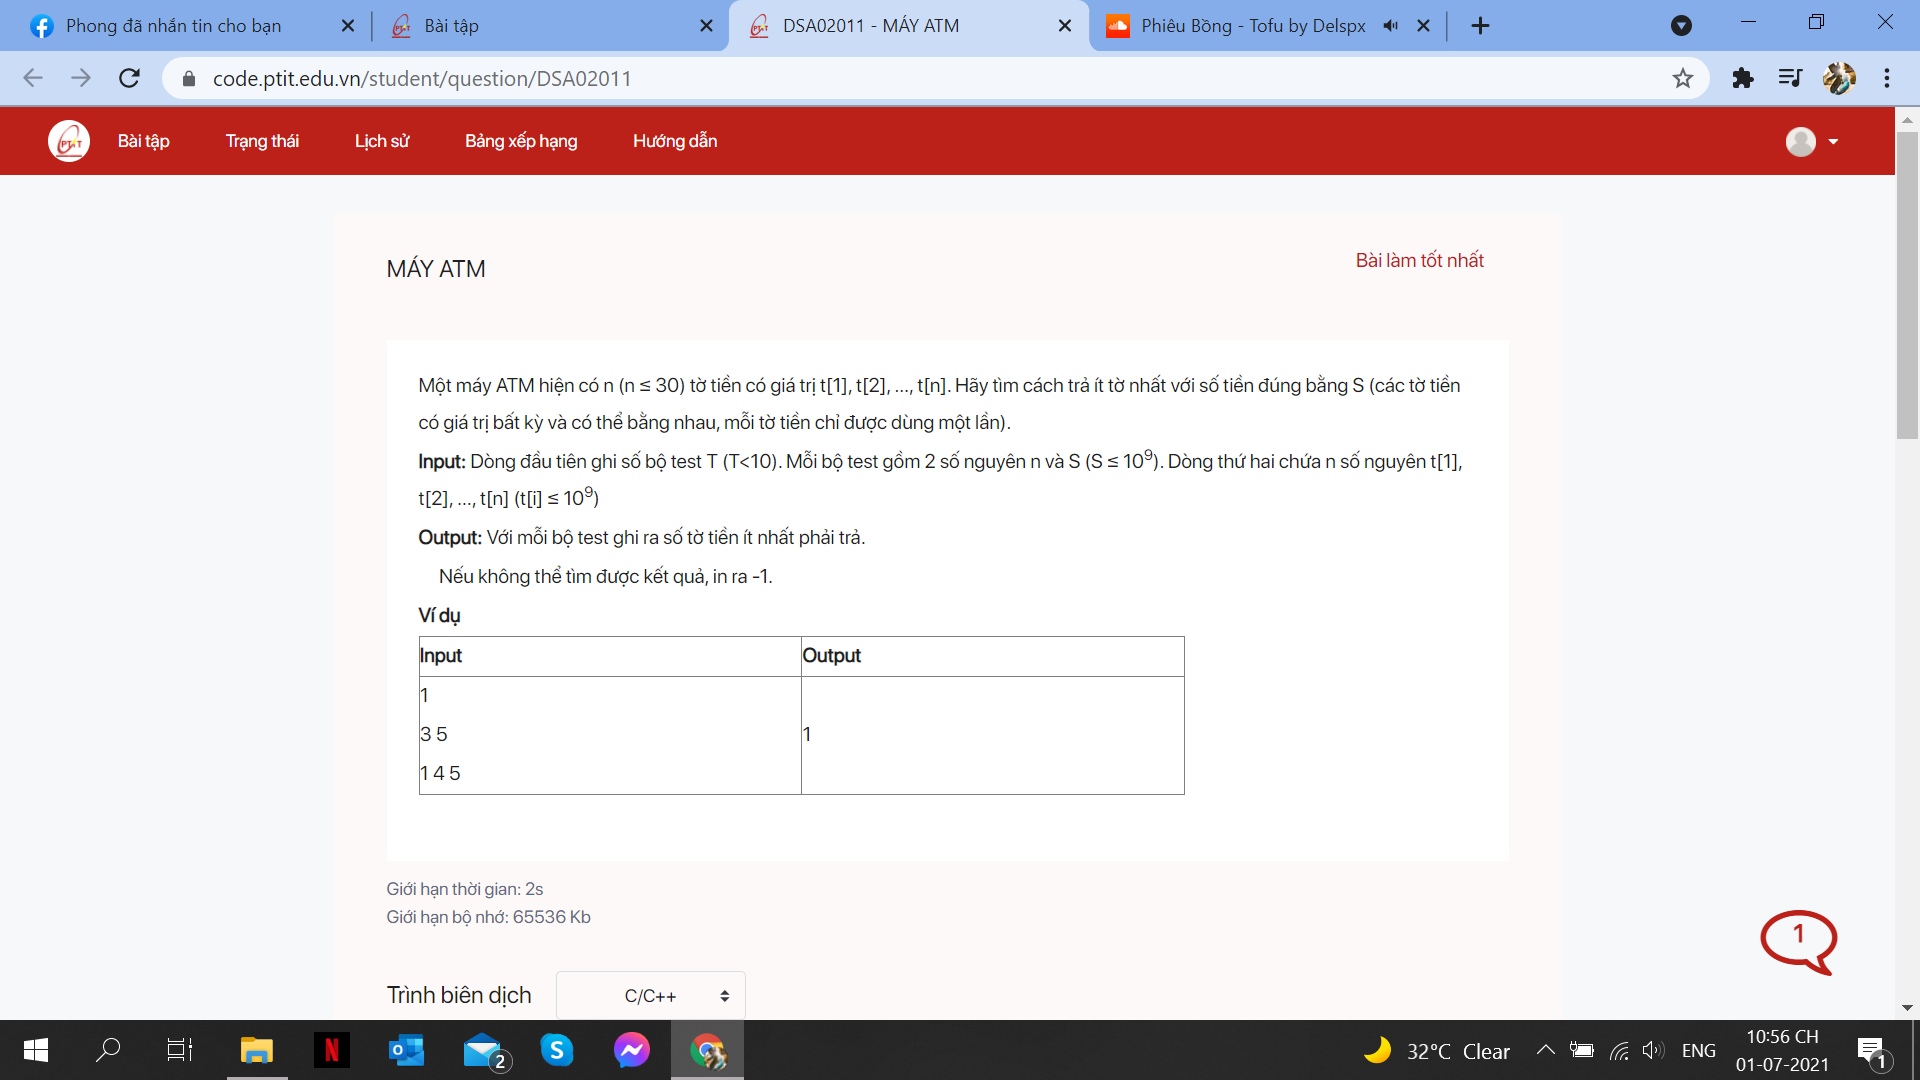 Phong đã nhắn tin cho bạn
Bài tập
DSA02011 - MÁY ATM
Phiêu Bồng - Tofu by Delspx
code.ptit.edu.vn/student/question/DSA02011
PTIT
Bài tập
Trạng thái
Lịch sử
Bảng xếp hạng
Hướng dẫn
MÁY ATM
Bài làm tốt nhất
Một máy ATM hiện có n (n ≤ 30) tờ tiền có giá trị t[1], t[2], ..., t[n]. Hãy tìm cách trả ít tờ nhất với số tiền đúng bằng S (các tờ tiền
có giá trị bất kỳ và có thể bằng nhau, mỗi tờ tiền chỉ được dùng một lần).
Input: Dòng đầu tiên ghi số bộ test T (T<10). Mỗi bộ test gồm 2 số nguyên n và S (S ≤ 10⁹). Dòng thứ hai chứa n số nguyên t[1],
t[2], ..., t[n] (t[i] ≤ 10⁹)
Output: Với mỗi bộ test ghi ra số tờ tiền ít nhất phải trả.
Nếu không thể tìm được kết quả, in ra -1.
Ví dụ
Input
Output
1
3 5
1 4 5
1
Giới hạn thời gian: 2s
Giới hạn bộ nhớ: 65536 Kb
1
Trình biên dịch
C/C++
2
32°C Clear
ENG
10:56 CH
01-07-2021
1